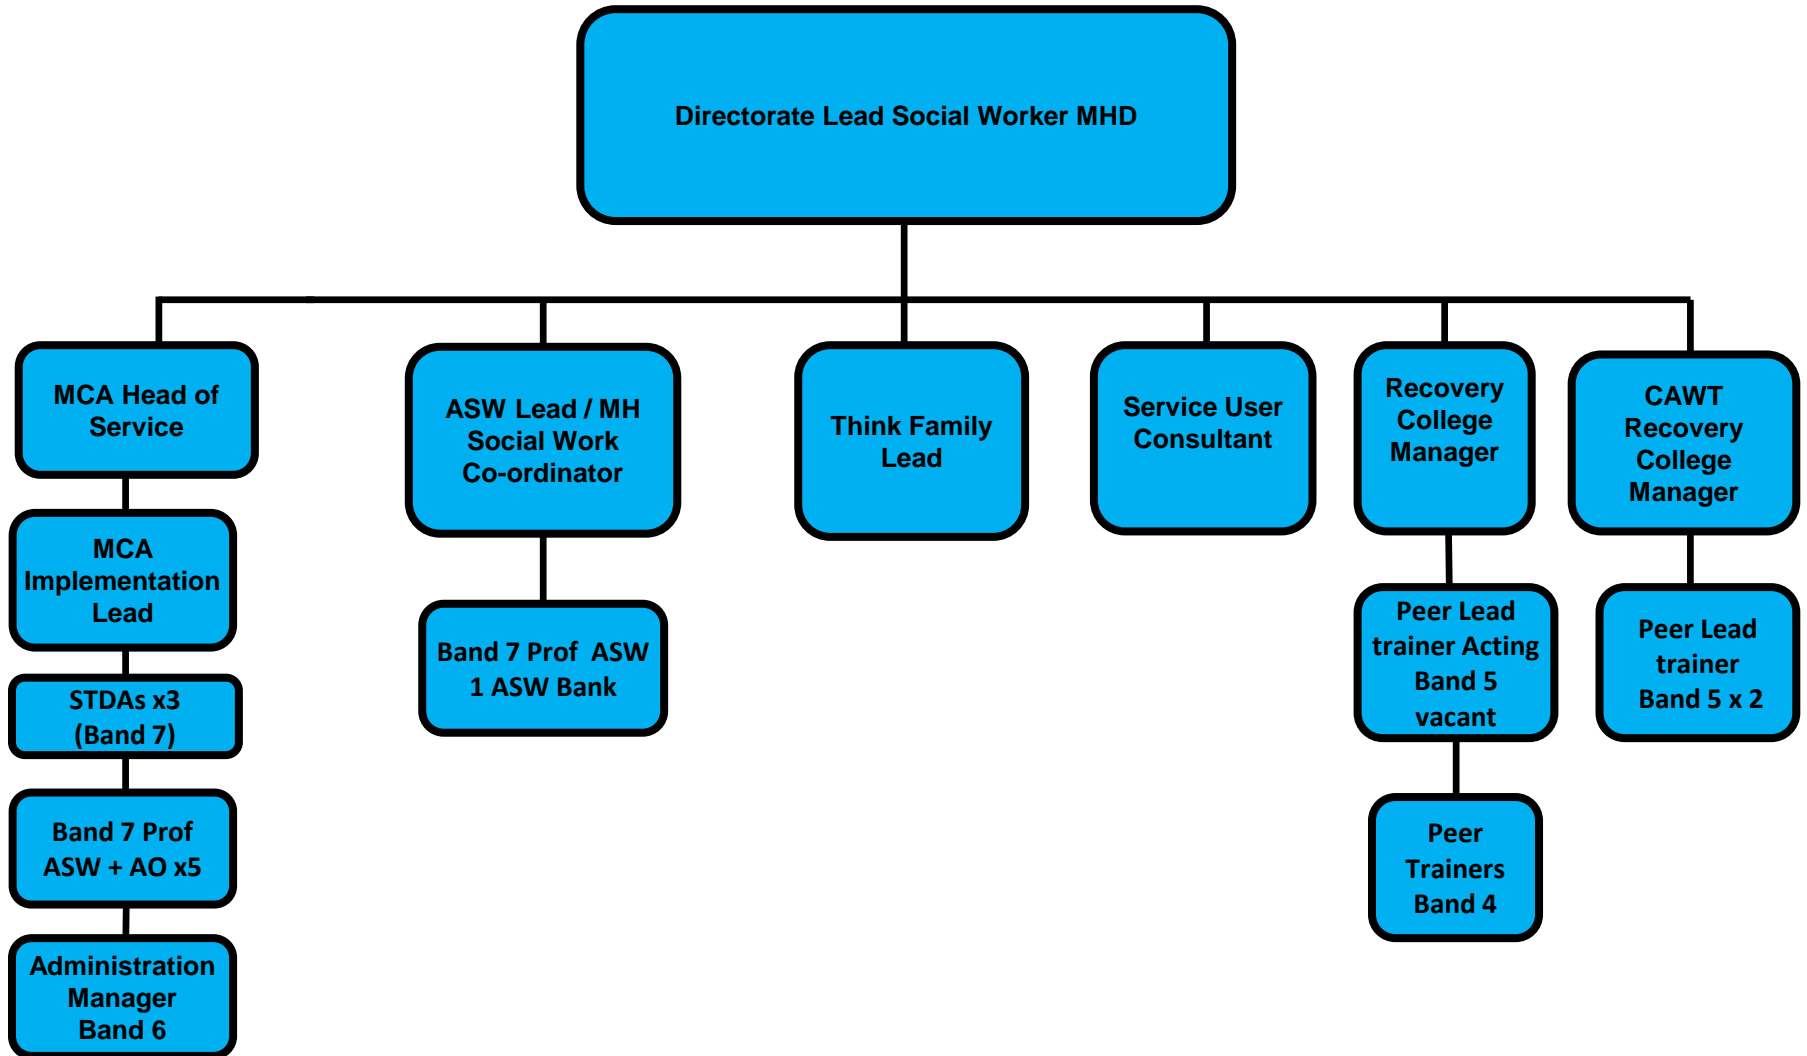 Directorate Lead Social Worker MHD
MCA Head of
Service
ASW Lead / MH
Social Work
Co-ordinator
Think Family
Lead
Service User
Consultant
Recovery
College
Manager
CAWT
Recovery
College
Manager
MCA
Implementation
Lead
STDAs x3
(Band 7)
Band 7 Prof
ASW + AO x5
Administration
Manager
Band 6
Band 7 Prof  ASW
1 ASW Bank
Peer Lead
trainer Acting
Band 5
vacant
Peer
Trainers
Band 4
Peer Lead
trainer
Band 5 x 2